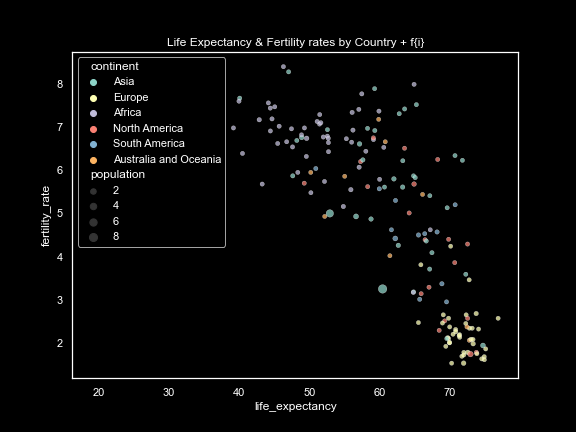 Life Expectancy & Fertility rates by Country + f{i}
continent
Asia
Europe
Africa
North America
South America
Australia and Oceania
population
2
4
6
8
fertility_rate
8
7
6
5
4
3
2
20 30 40 50 60 70
life_expectancy